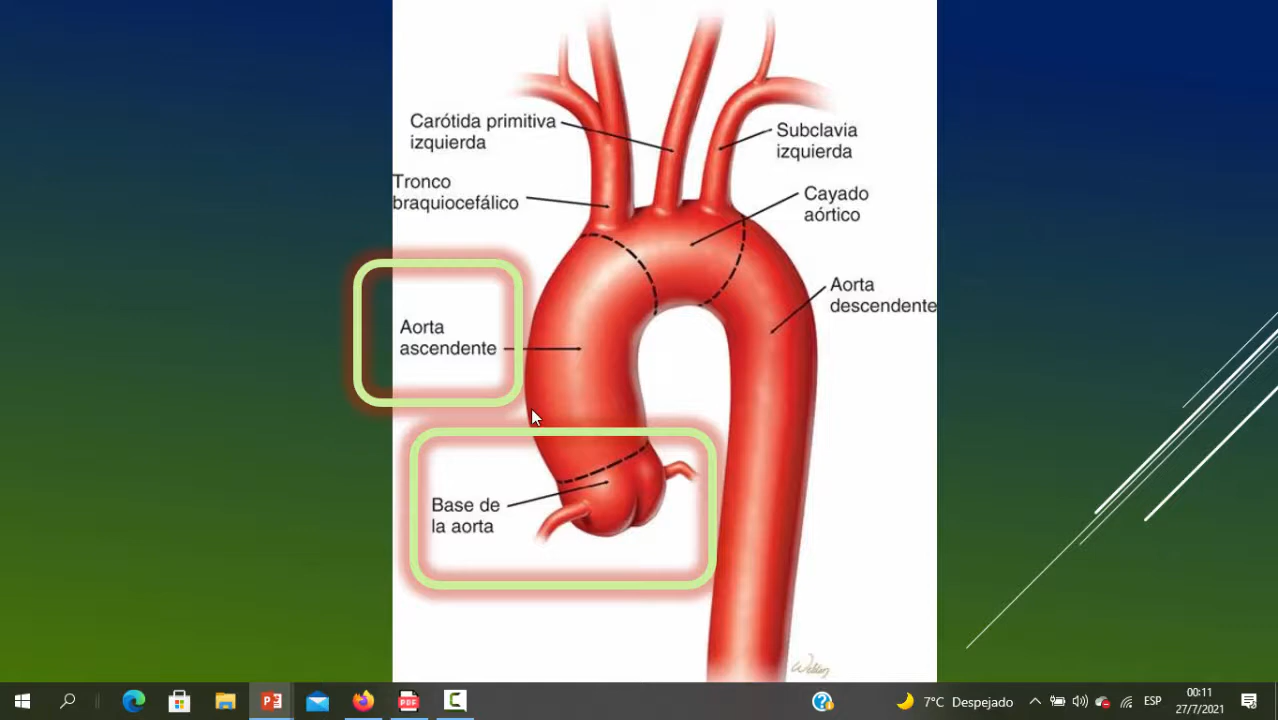 Carótida primitiva
izquierda
Subclavia
izquierda
Tronco
braquiocefálico
Cayado
aórtico
Aorta
descendente
Aorta
ascendente
Base de
la aorta
7°C Despejado
ESP
00:11
27/7/2021
PDF